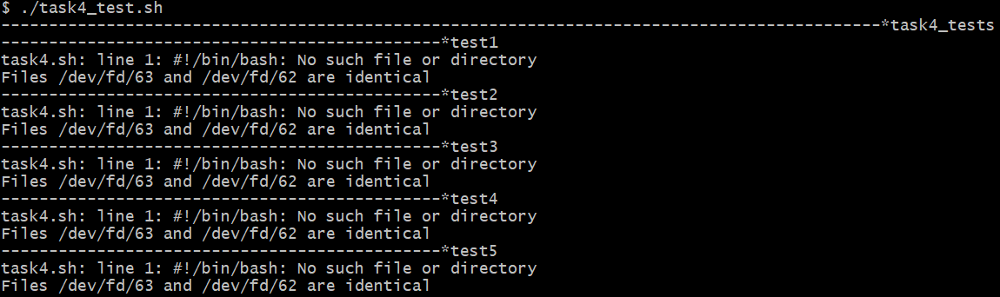 $ ./task4_test.sh
--------------------------------------------------------------------------------------------*task4_tests
----------------------------------------------*test1
task4.sh: line 1: #!/bin/bash: No such file or directory
Files /dev/fd/63 and /dev/fd/62 are identical
----------------------------------------------*test2
task4.sh: line 1: #!/bin/bash: No such file or directory
Files /dev/fd/63 and /dev/fd/62 are identical
----------------------------------------------*test3
task4.sh: line 1: #!/bin/bash: No such file or directory
Files /dev/fd/63 and /dev/fd/62 are identical
----------------------------------------------*test4
task4.sh: line 1: #!/bin/bash: No such file or directory
Files /dev/fd/63 and /dev/fd/62 are identical
----------------------------------------------*test5
task4.sh: line 1: #!/bin/bash: No such file or directory
Files /dev/fd/63 and /dev/fd/62 are identical